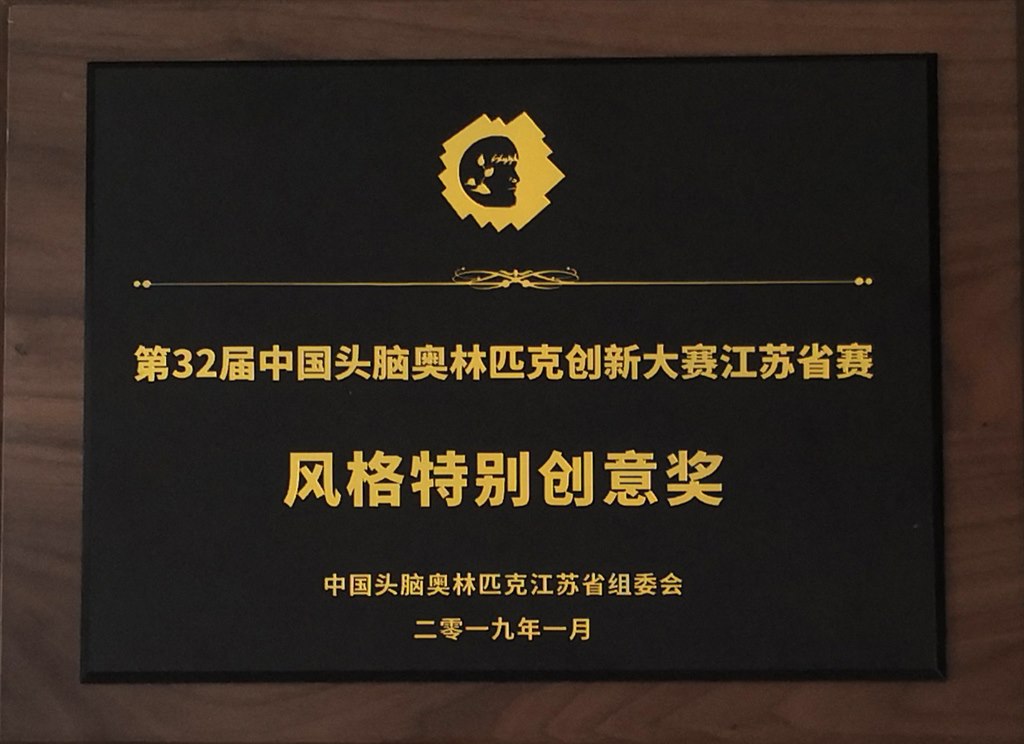 第32届中国头脑奥林匹克创新大赛江苏省赛
风格特别创意奖
中国头脑奥林匹克江苏省组委会
二零一九年一月